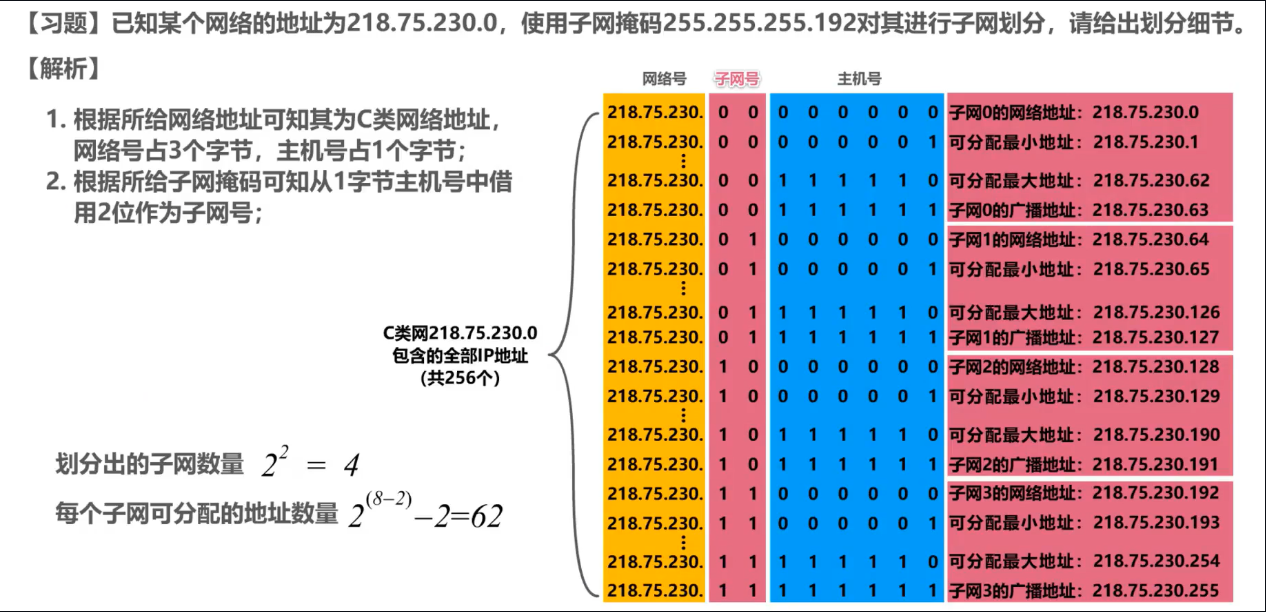 【习题】已知某个网络的地址为218.75.230.0，使用子网掩码255.255.255.192对其进行子网划分，请给出划分细节。
【解析】
1. 根据所给网络地址可知其为C类网络地址，
网络号占3个字节，主机号占1个字节；
2. 根据所给子网掩码可知从1字节主机号中借
用2位作为子网号；
C类网218.75.230.0
包含的全部IP地址
（共256个）
划分出的子网数量 2^2 = 4
每个子网可分配的地址数量 2^(8–2)–2=62
网络号 子网号 主机号
218.75.230. 0 0 0 0 0 0 0 0 子网0的网络地址：218.75.230.0
218.75.230. 0 0 0 0 0 0 0 1 可分配最小地址：218.75.230.1
⋮
218.75.230. 0 0 1 1 1 1 1 0 可分配最大地址：218.75.230.62
218.75.230. 0 0 1 1 1 1 1 1 子网0的广播地址：218.75.230.63
218.75.230. 0 1 0 0 0 0 0 0 子网1的网络地址：218.75.230.64
218.75.230. 0 1 0 0 0 0 0 1 可分配最小地址：218.75.230.65
⋮
218.75.230. 0 1 1 1 1 1 1 0 可分配最大地址：218.75.230.126
218.75.230. 0 1 1 1 1 1 1 1 子网1的广播地址：218.75.230.127
218.75.230. 1 0 0 0 0 0 0 0 子网2的网络地址：218.75.230.128
218.75.230. 1 0 0 0 0 0 0 1 可分配最小地址：218.75.230.129
⋮
218.75.230. 1 0 1 1 1 1 1 0 可分配最大地址：218.75.230.190
218.75.230. 1 0 1 1 1 1 1 1 子网2的广播地址：218.75.230.191
218.75.230. 1 1 0 0 0 0 0 0 子网3的网络地址：218.75.230.192
218.75.230. 1 1 0 0 0 0 0 1 可分配最小地址：218.75.230.193
⋮
218.75.230. 1 1 1 1 1 1 1 0 可分配最大地址：218.75.230.254
218.75.230. 1 1 1 1 1 1 1 1 子网3的广播地址：218.75.230.255